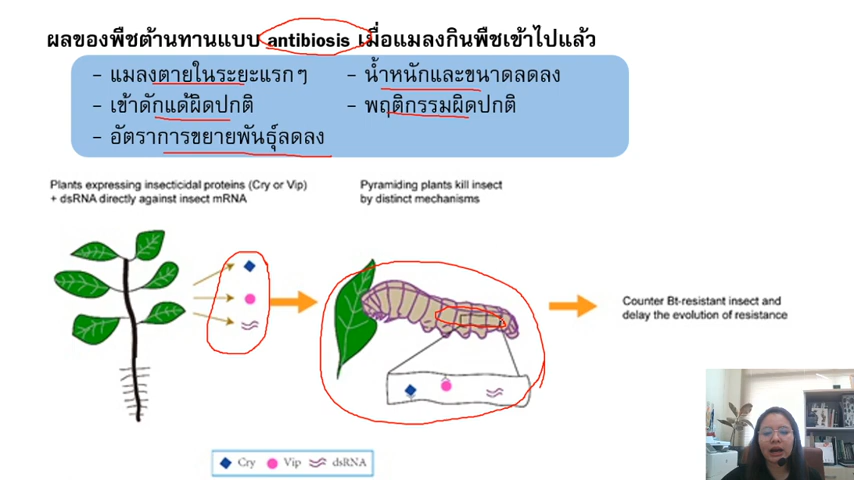 ผลของพืชต้านทานแบบ antibiosis เมื่อแมลงกินพืชเข้าไปแล้ว
- แมลงตายในระยะแรกๆ
- น้ำหนักและขนาดลดลง
- เข้าดักแด้ผิดปกติ
- พฤติกรรมผิดปกติ
- อัตราการขยายพันธุ์ลดลง
Plants expressing insecticidal proteins (Cry or Vip)
+ dsRNA directly against insect mRNA
Pyramiding plants kill insect
by distinct mechanisms
Counter Bt-resistant insect and
delay the evolution of resistance
Cry Vip dsRNA